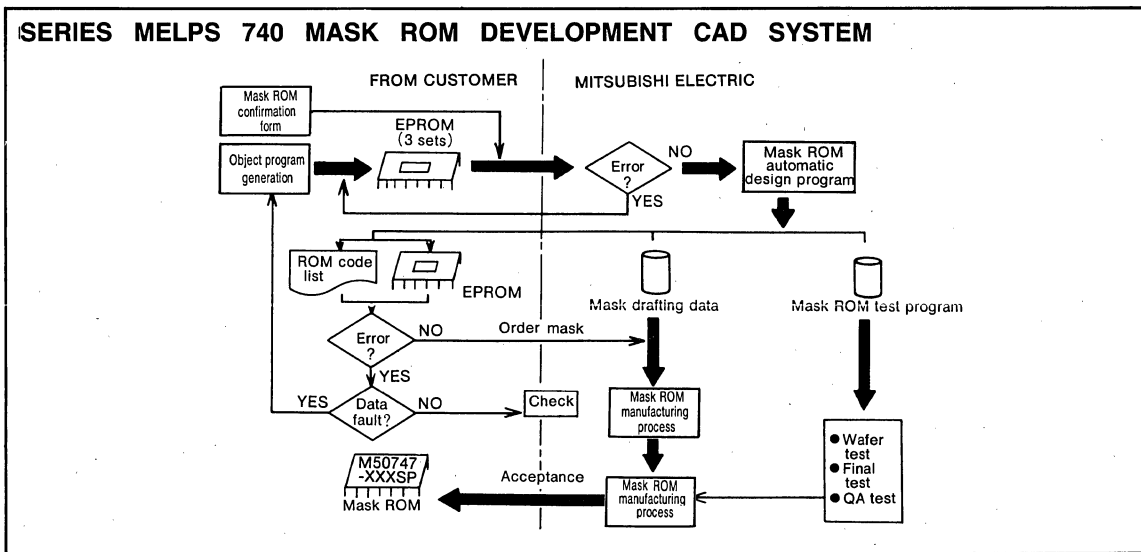 SERIES MELPS 740 MASK ROM DEVELOPMENT CAD SYSTEM
FROM CUSTOMER
MITSUBISHI ELECTRIC
Mask ROM
confirmation
form
EPROM
(3 sets)
Object program
generation
Error
?
NO
YES
Mask ROM
automatic
design program
ROM code
list
EPROM
Mask drafting data
Mask ROM test program
Error
?
NO
Order mask
YES
YES
Data
fault?
NO
Check
Mask ROM
manufacturing
process
● Wafer
test
● Final
test
● QA test
M50747
-XXXSP
Mask ROM
Acceptance
Mask ROM
manufacturing
process